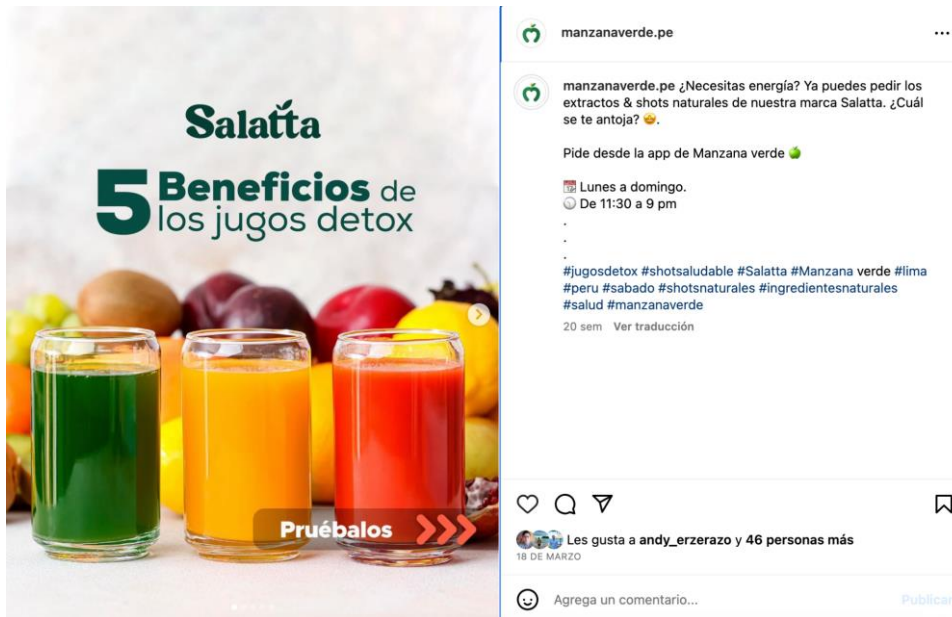 Salatta
5 Beneficios de
los jugos detox
Pruébalos
manzanaverde.pe
manzanaverde.pe ¿Necesitas energía? Ya puedes pedir los
extractos & shots naturales de nuestra marca Salatta. ¿Cuál
se te antoja? 🤩.
Pide desde la app de Manzana verde 🍏
📅 Lunes a domingo.
🕥 De 11:30 a 9 pm
.
.
.
#jugosdetox #shotsaludable #Salatta #Manzana verde #lima
#peru #sabado #shotsnaturales #ingredientesnaturales
#salud #manzanaverde
20 sem Ver traducción
Les gusta a andy_erzerazo y 46 personas más
18 DE MARZO
Agrega un comentario...
Publicar